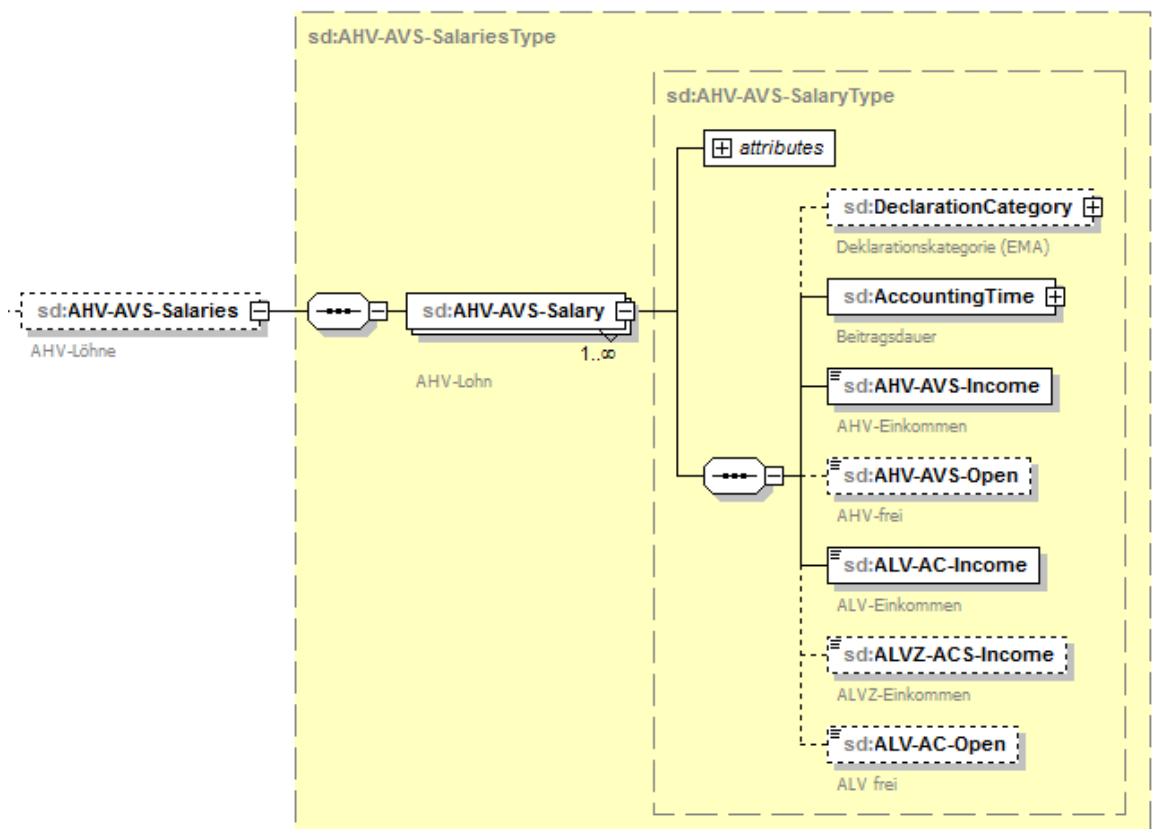 sd:AHV-AVS-SalariesType
sd:AHV-AVS-SalaryType
attributes
sd:DeclarationCategory
Deklarationskategorie (EMA)
sd:AHV-AVS-Salaries
AHV-Löhne
sd:AHV-AVS-Salary
1..∞
AHV-Lohn
sd:AccountingTime
Beitragsdauer
sd:AHV-AVS-Income
AHV-Einkommen
sd:AHV-AVS-Open
AHV-frei
sd:ALV-AC-Income
ALV-Einkommen
sd:ALVZ-ACS-Income
ALVZ-Einkommen
sd:ALV-AC-Open
ALV frei